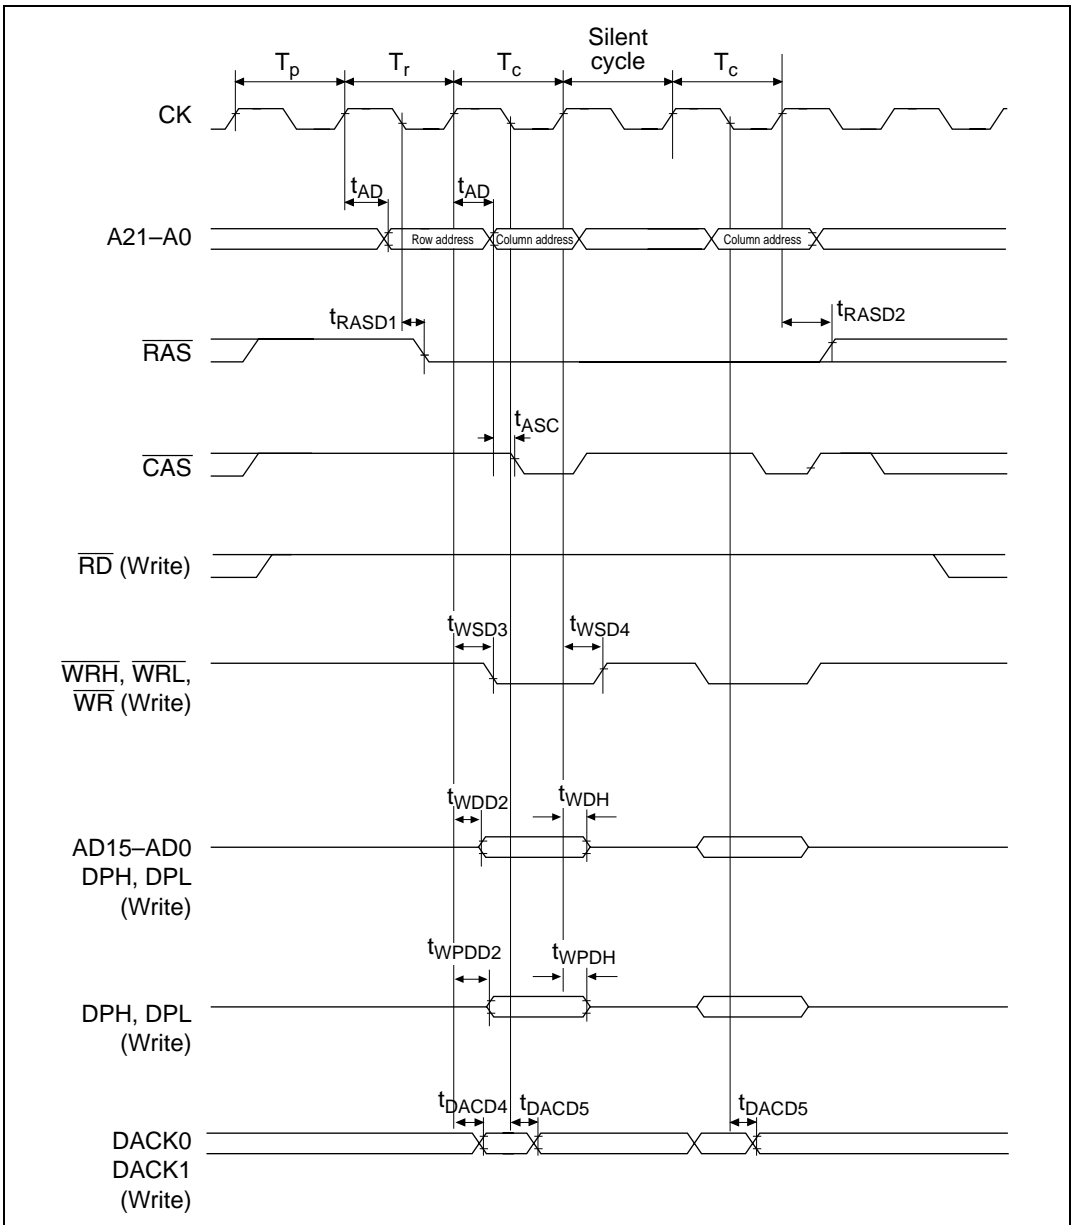 Silent
cycle
Tp Tr Tc Tc
CK
tAD tAD
A21–A0 Row address Column address Column address
tRASD1 tRASD2
RAS
tASC
CAS
RD (Write)
tWSD3 tWSD4
WRH, WRL,
WR (Write)
tWDD2 tWDH
AD15–AD0
DPH, DPL
(Write)
tWPDD2 tWPDH
DPH, DPL
(Write)
tDACD4 tDACD5 tDACD5
DACK0
DACK1
(Write)